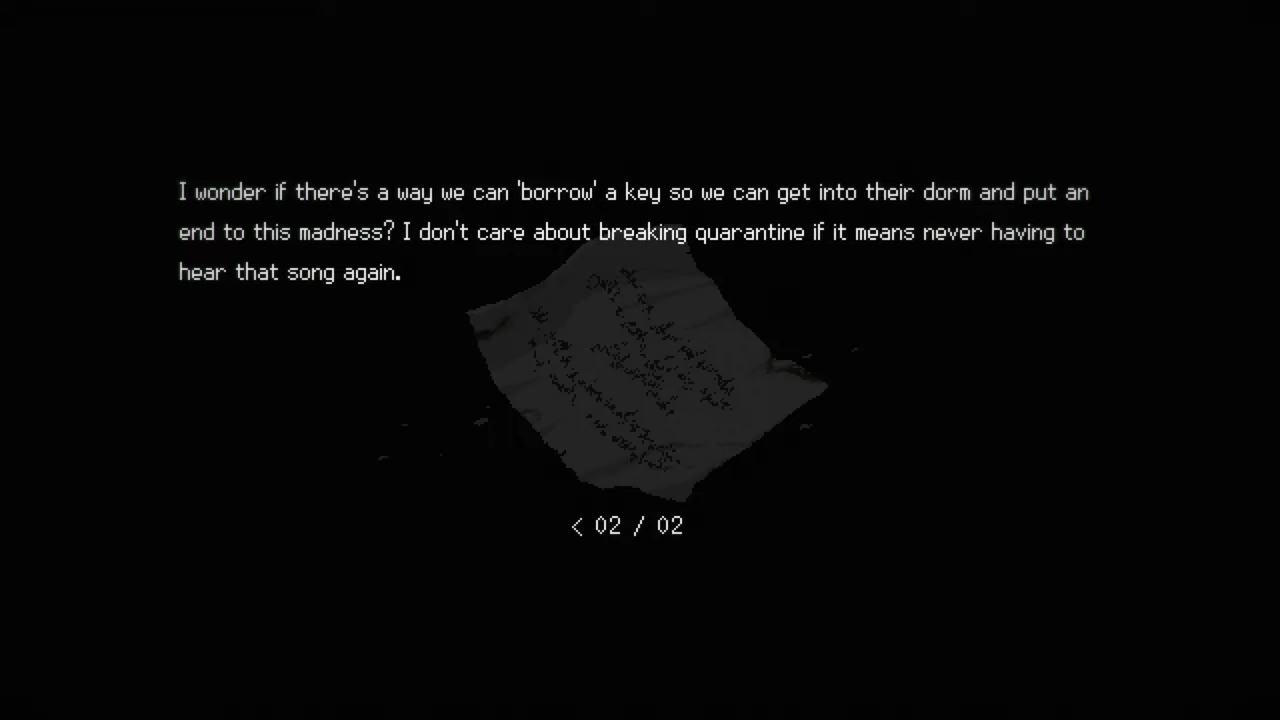 I wonder if there's a way we can 'borrow' a key so we can get into their dorm and put an
end to this madness? I don't care about breaking quarantine if it means never having to
hear that song again.
< 02 / 02